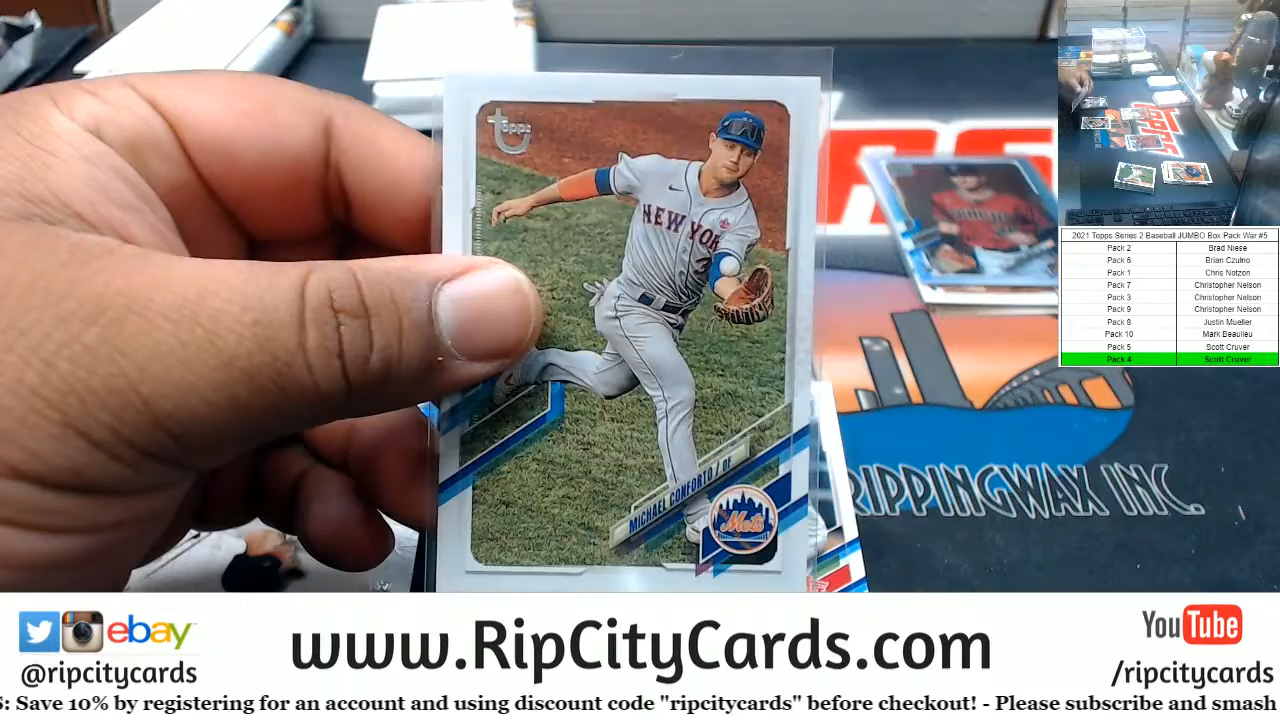 topps
NEW YORK
3
MICHAEL CONFORTO / OF
Mets
RIPPINGWAX INC.
TOPPS
2021 Topps Series 2 Baseball JUMBO Box Pack War #5
Pack 2 Brad Niese
Pack 6 Brian Czulno
Pack 1 Chris Notzon
Pack 7 Christopher Nelson
Pack 3 Christopher Nelson
Pack 9 Christopher Nelson
Pack 8 Justin Mueller
Pack 10 Mark Beaulieu
Pack 5 Scott Cruver
Pack 4 Scott Cruver
ebay
@ripcitycards
www.RipCityCards.com
YouTube
/ripcitycards
S: Save 10% by registering for an account and using discount code "ripcitycards" before checkout! - Please subscribe and smash